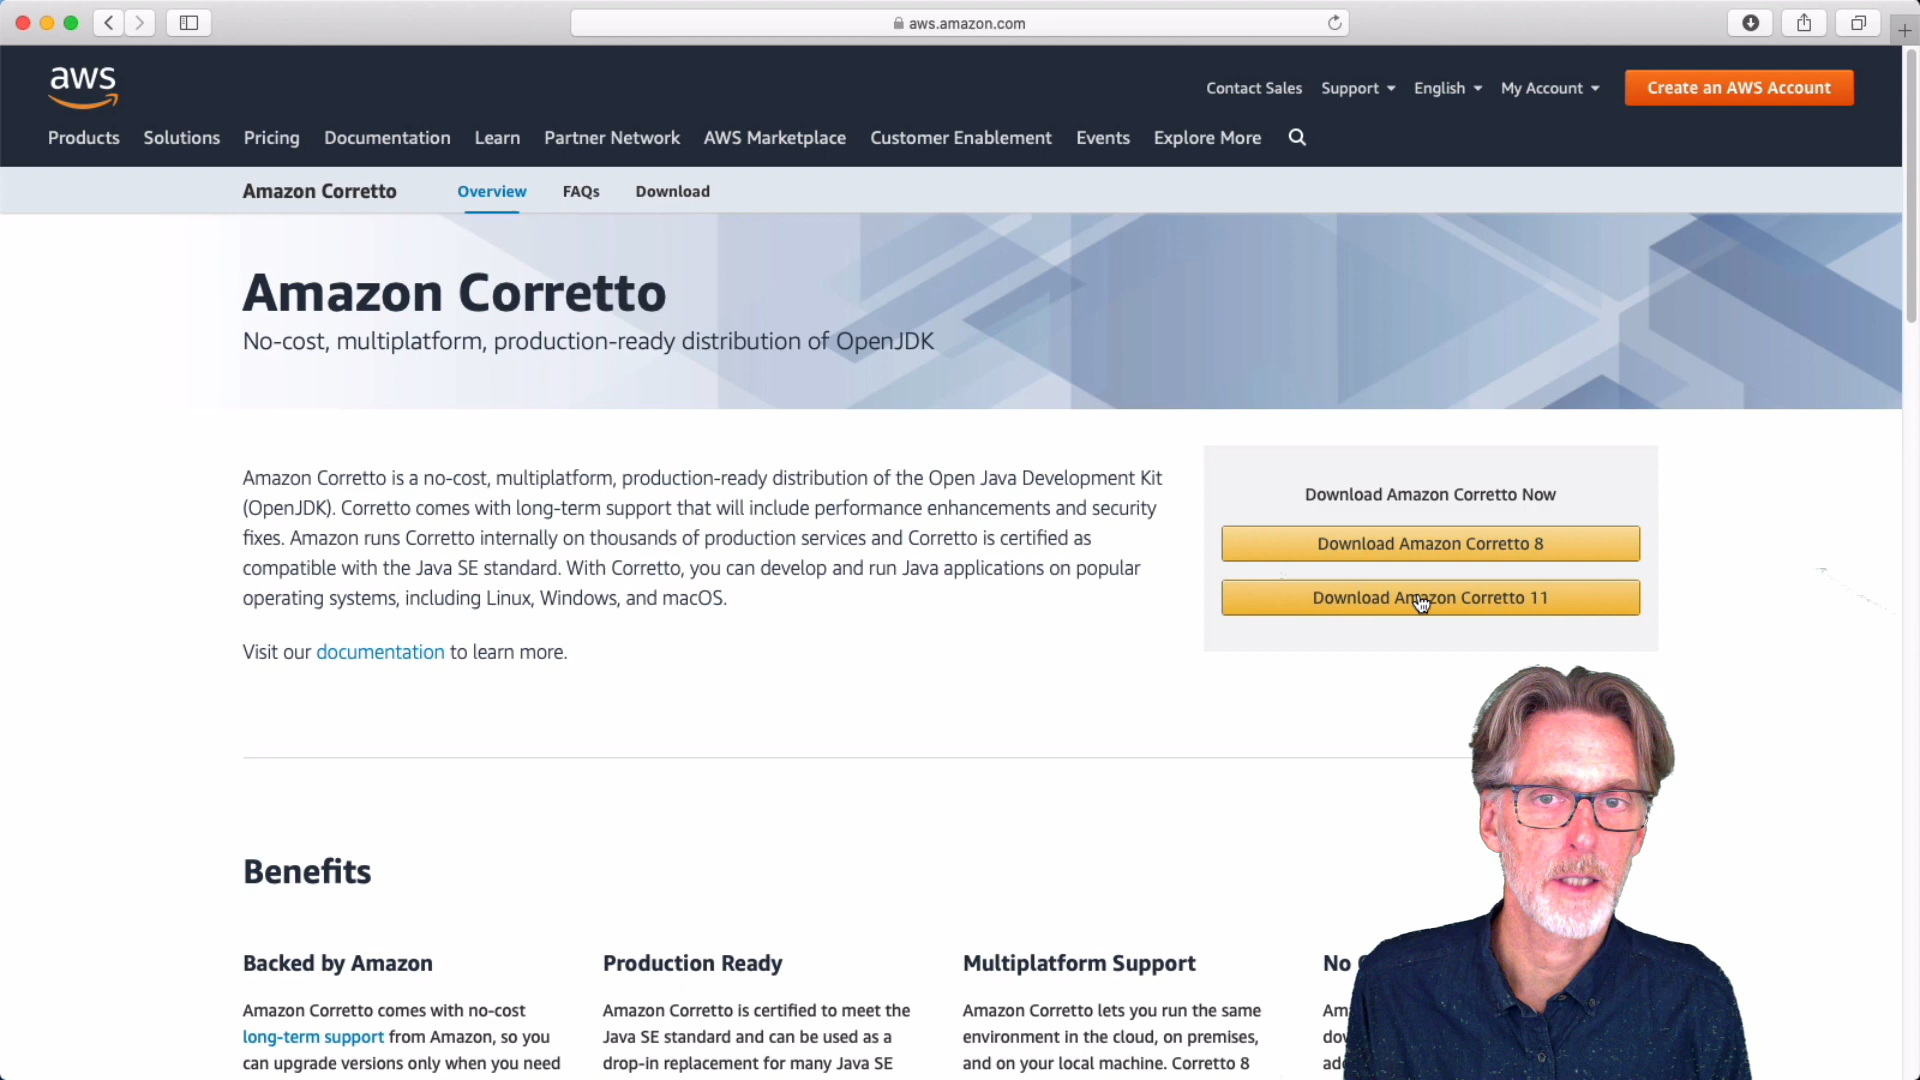 aws.amazon.com
aws
Contact Sales Support English My Account Create an AWS Account
Products Solutions Pricing Documentation Learn Partner Network AWS Marketplace Customer Enablement Events Explore More
Amazon Corretto Overview FAQs Download
Amazon Corretto
No-cost, multiplatform, production-ready distribution of OpenJDK
Amazon Corretto is a no-cost, multiplatform, production-ready distribution of the Open Java Development Kit
(OpenJDK). Corretto comes with long-term support that will include performance enhancements and security
fixes. Amazon runs Corretto internally on thousands of production services and Corretto is certified as
compatible with the Java SE standard. With Corretto, you can develop and run Java applications on popular
operating systems, including Linux, Windows, and macOS.
Visit our documentation to learn more.
Download Amazon Corretto Now
Download Amazon Corretto 8
Download Amazon Corretto 11
Benefits
Backed by Amazon
Amazon Corretto comes with no-cost
long-term support from Amazon, so you
can upgrade versions only when you need
Production Ready
Amazon Corretto is certified to meet the
Java SE standard and can be used as a
drop-in replacement for many Java SE
Multiplatform Support
Amazon Corretto lets you run the same
environment in the cloud, on premises,
and on your local machine. Corretto 8
No